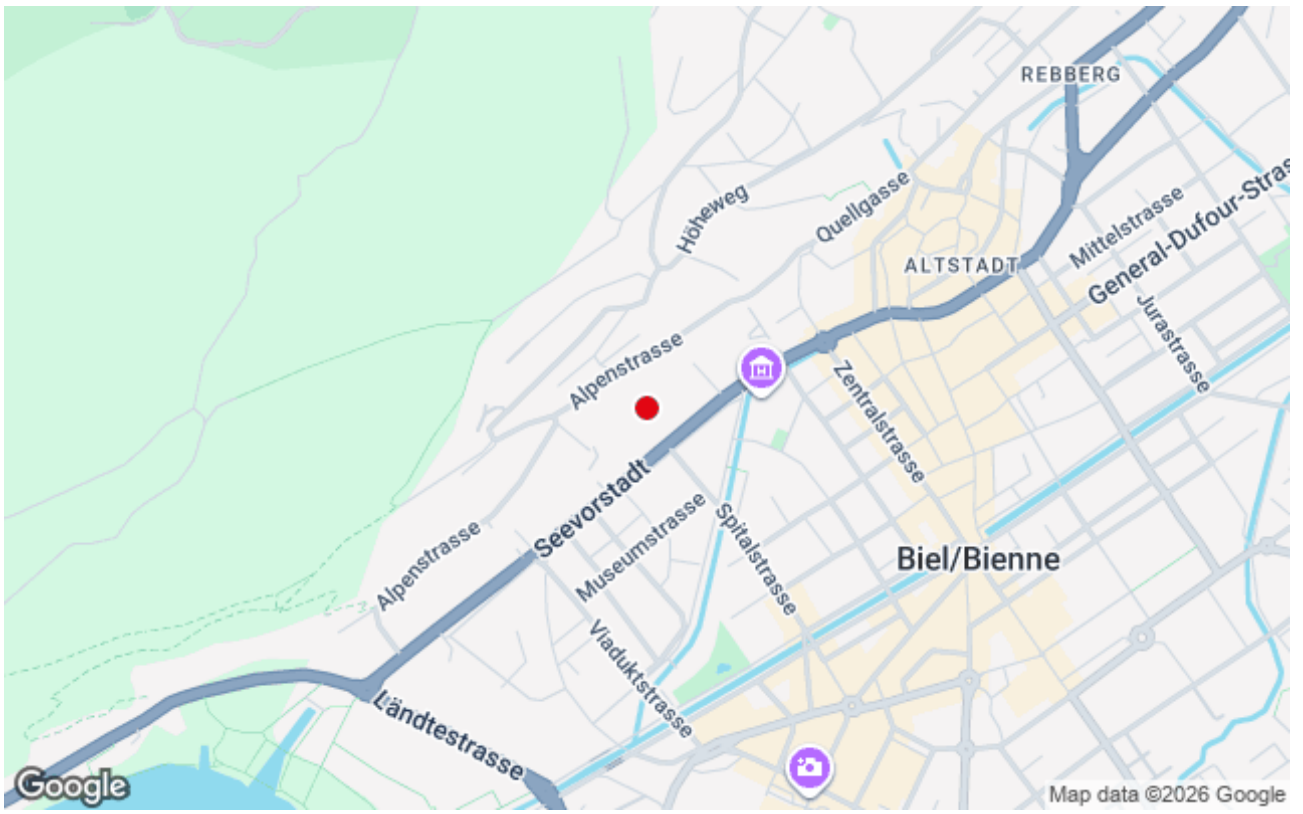 REBBERG
Höheweg
Quellgasse
Mittelstrasse
ALTSTADT
General-Dufour-Stras
Jurastrasse
Alpenstrasse
Zentralstrasse
Seevorstadt
Museumstrasse
Spitalstrasse
Alpenstrasse
Biel/Bienne
Viaduktstrasse
Ländtestrasse
Google
Map data ©2026 Google